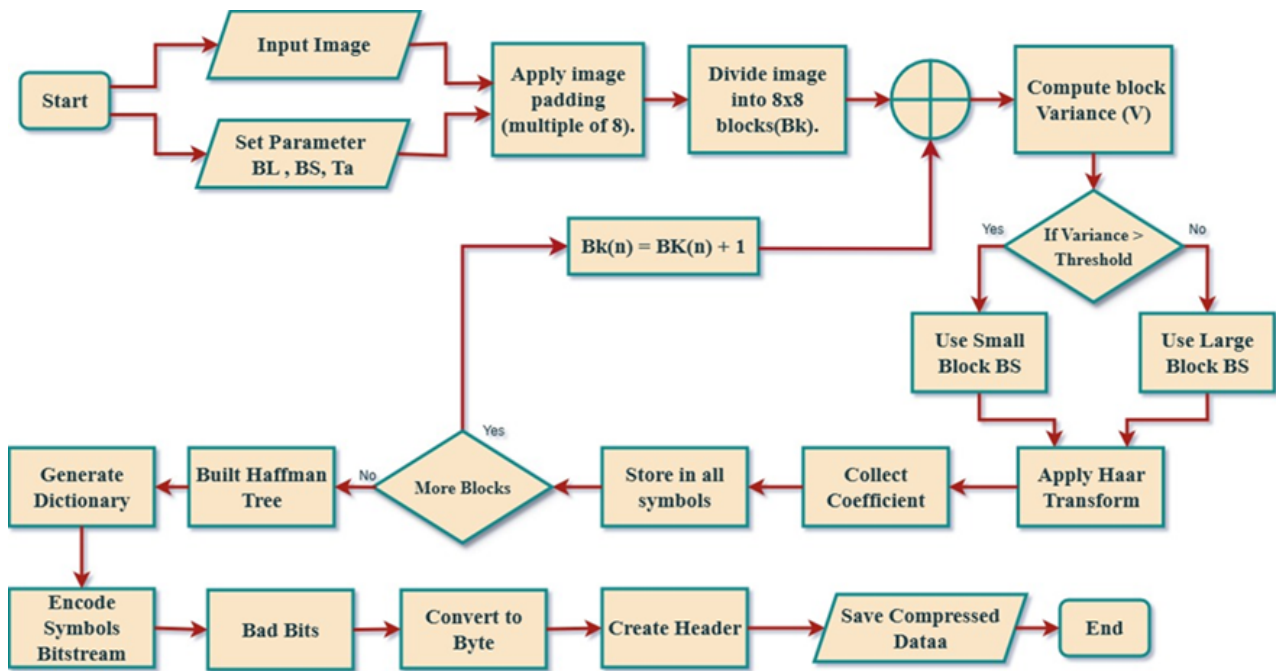 Start
Input Image
Set Parameter
BL , BS, Ta
Apply image
padding
(multiple of 8).
Divide image
into 8x8
blocks(Bk).
Compute block
Variance (V)
If Variance >
Threshold
Yes
No
Use Small
Block BS
Use Large
Block BS
Bk(n) = BK(n) + 1
Apply Haar
Transform
Collect
Coefficient
Store in all
symbols
More Blocks
Yes
No
Built Haffman
Tree
Generate
Dictionary
Encode
Symbols
Bitstream
Bad Bits
Convert to
Byte
Create Header
Save Compressed
Dataa
End